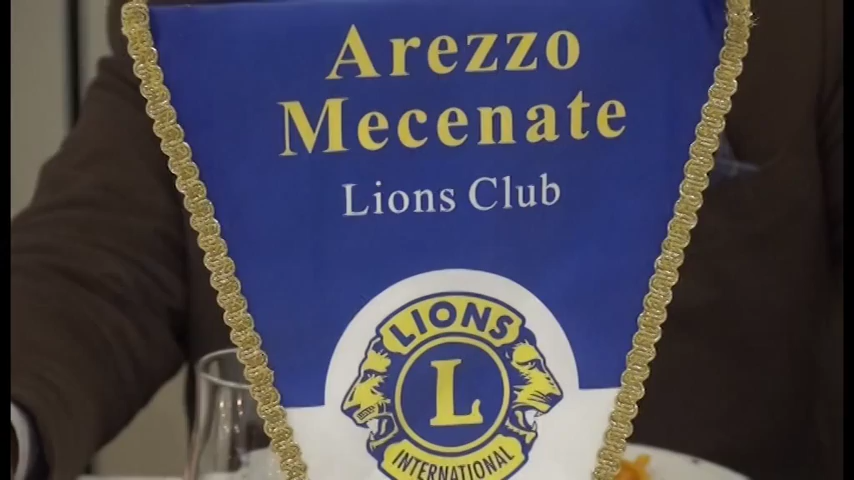 Arezzo
Mecenate
Lions Club
LIONS
L
INTERNATIONAL